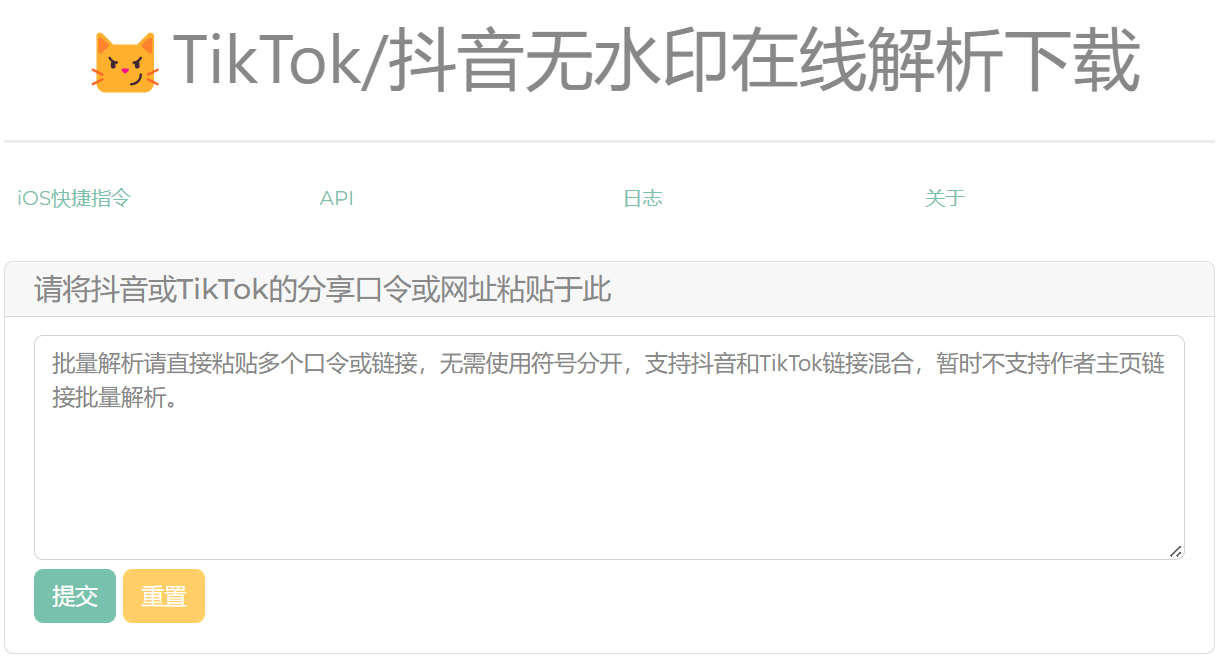 TikTok/抖音无水印在线解析下载
iOS快捷指令
API
日志
关于
请将抖音或TikTok的分享口令或网址粘贴于此
批量解析请直接粘贴多个口令或链接，无需使用符号分开，支持抖音和TikTok链接混合，暂时不支持作者主页链
接批量解析。
提交
重置